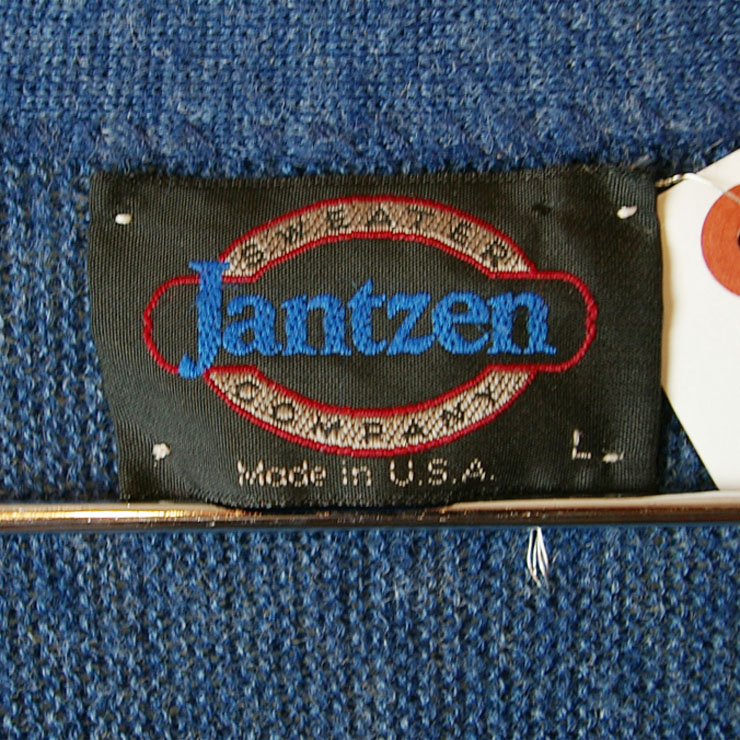 SWEATER
Jantzen
COMPANY
Made in U.S.A.
L